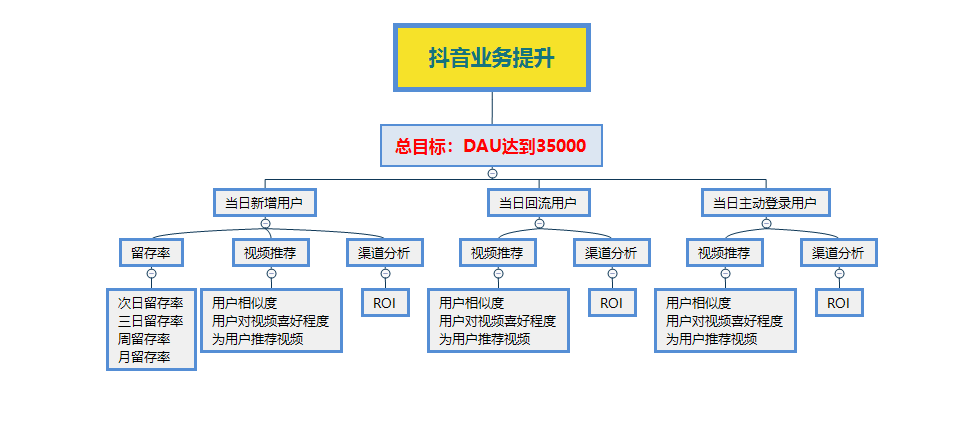 抖音业务提升
总目标：DAU达到35000
当日新增用户
当日回流用户
当日主动登录用户
留存率
视频推荐
渠道分析
视频推荐
渠道分析
视频推荐
渠道分析
次日留存率
三日留存率
周留存率
月留存率
用户相似度
用户对视频喜好程度
为用户推荐视频
ROI
用户相似度
用户对视频喜好程度
为用户推荐视频
ROI
用户相似度
用户对视频喜好程度
为用户推荐视频
ROI